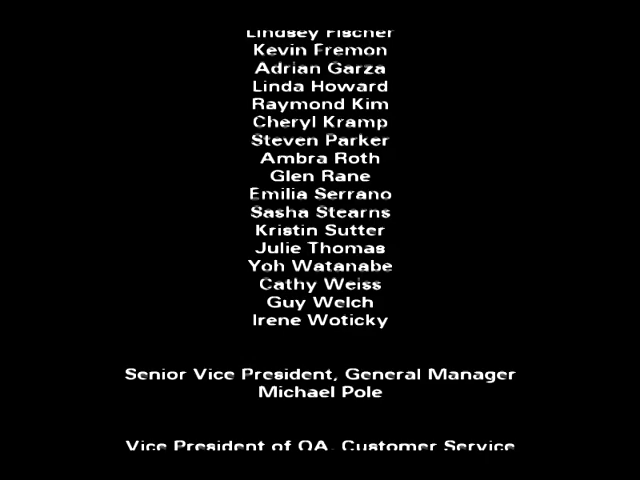 Lindsey Fischer
Kevin Fremon
Adrian Garza
Linda Howard
Raymond Kim
Cheryl Kramp
Steven Parker
Ambra Roth
Glen Rane
Emilia Serrano
Sasha Stearns
Kristin Sutter
Julie Thomas
Yoh Watanabe
Cathy Weiss
Guy Welch
Irene Woticky
Senior Vice President, General Manager
Michael Pole
Vice President of QA, Customer Service